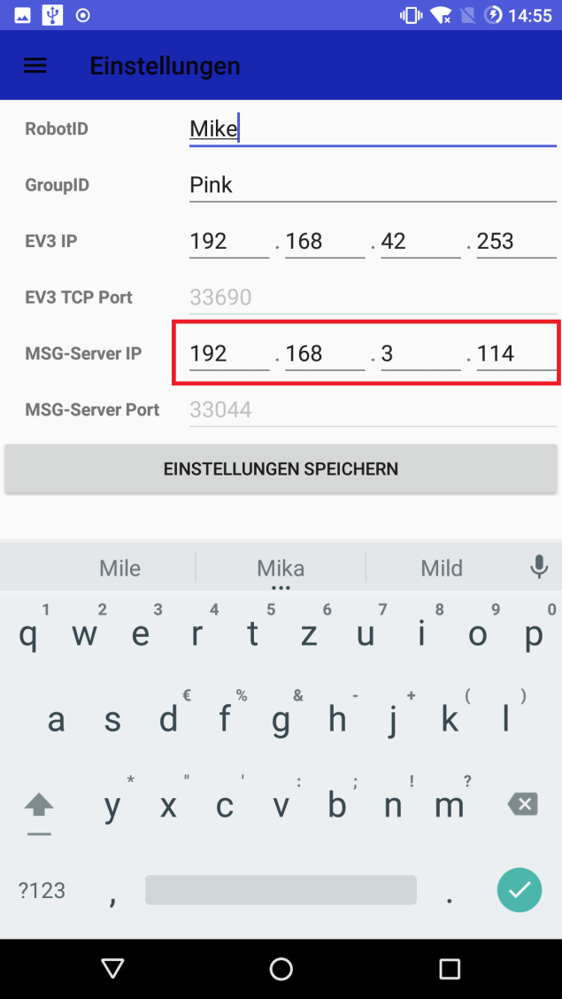 14:55
Einstellungen
RobotID Mike
GroupID Pink
EV3 IP 192 . 168 . 42 . 253
EV3 TCP Port 33690
MSG-Server IP 192 . 168 . 3 . 114
MSG-Server Port 33044
EINSTELLUNGEN SPEICHERN
Mile Mika Mild
1 2 3 4 5 6 7 8 9 0
q w e r t z u i o p
€ % & - + ( )
a s d f g h j k l
* " ' : ; ! ?
y x c v b n m
?123 , .